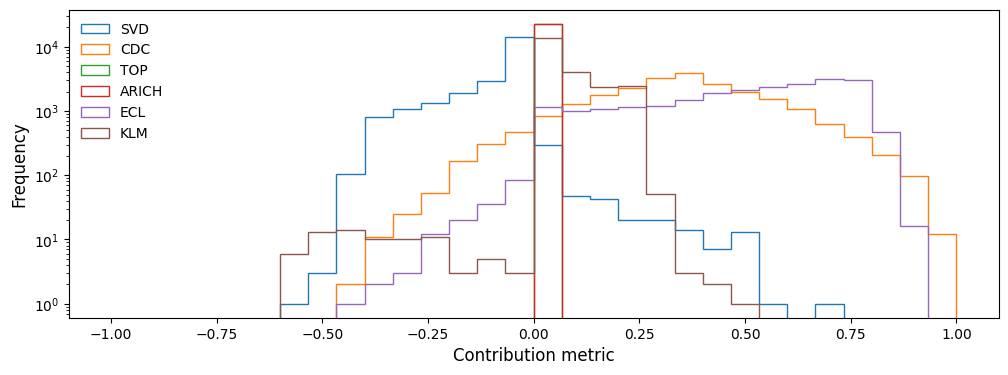 SVD
CDC
TOP
ARICH
ECL
KLM
Frequency
10⁴
10³
10²
10¹
10⁰
−1.00 −0.75 −0.50 −0.25 0.00 0.25 0.50 0.75 1.00
Contribution metric